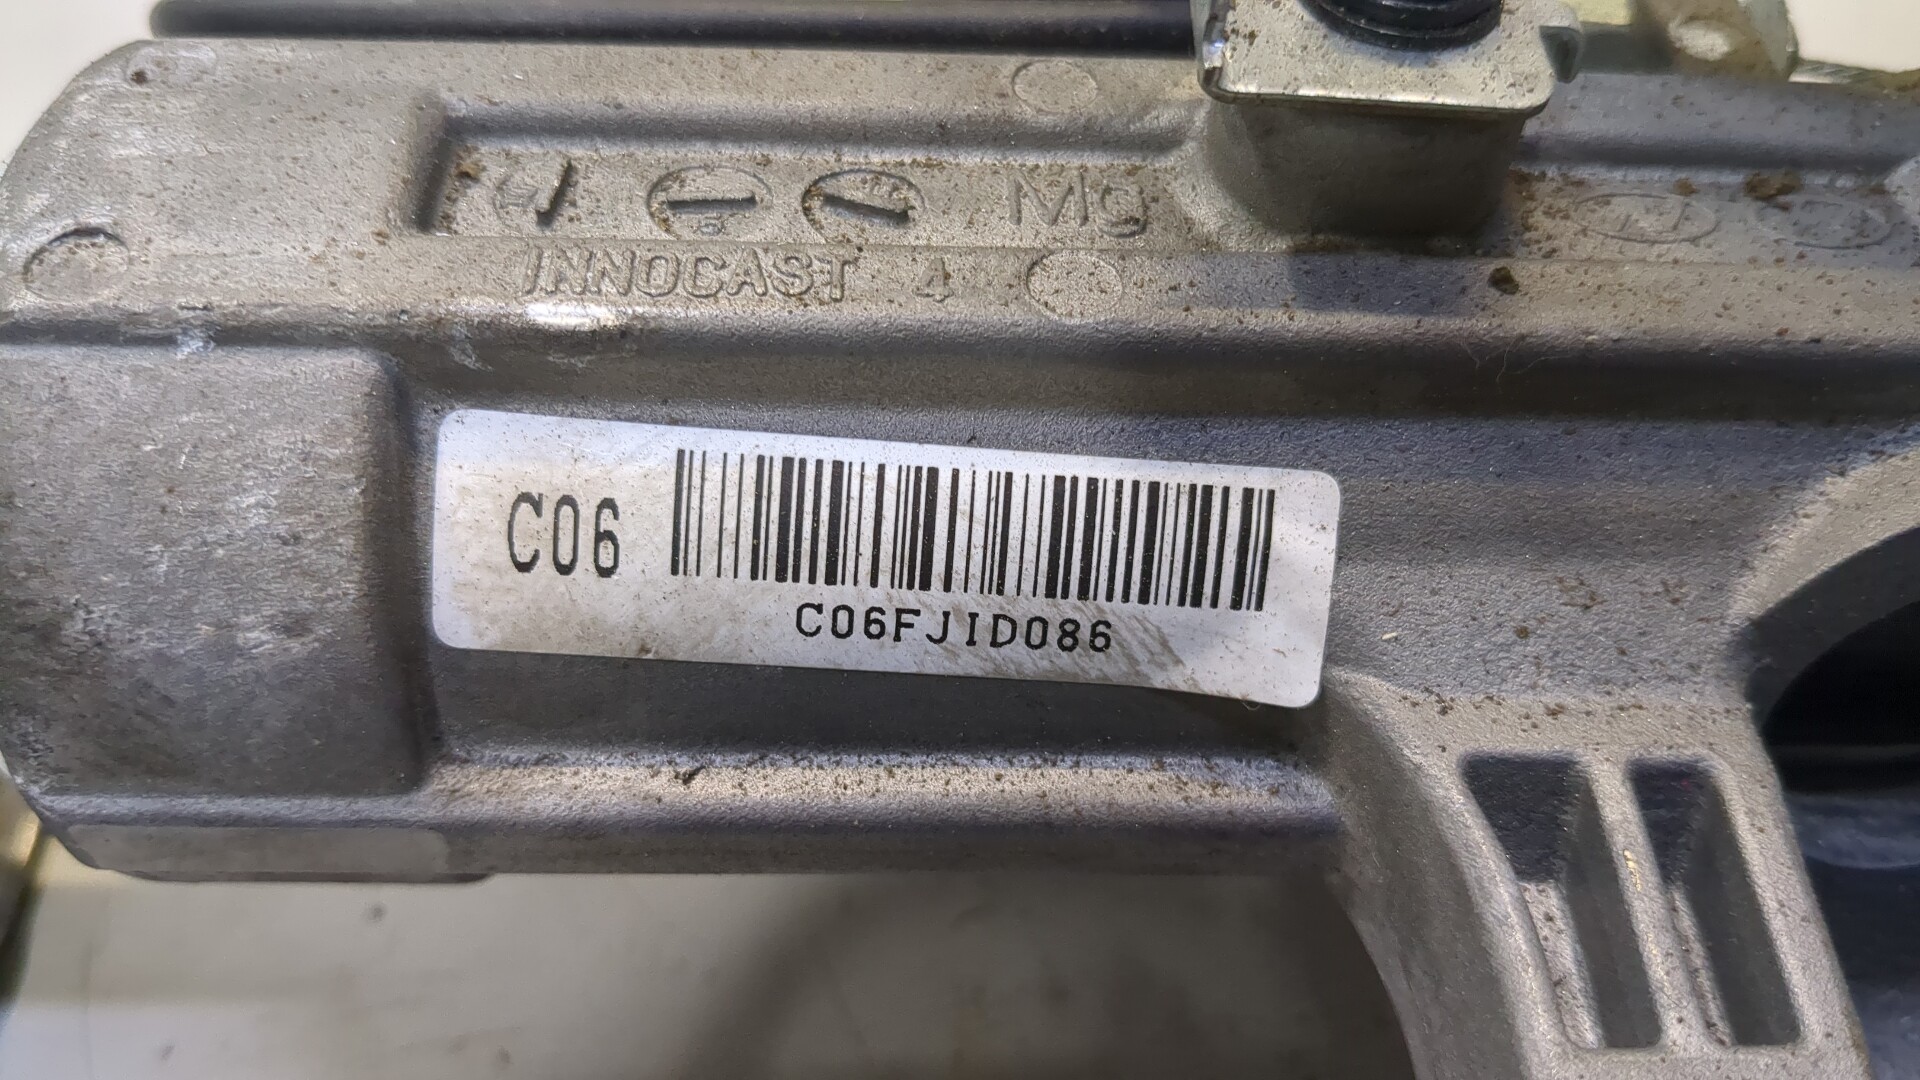 Mg
INNOCAST 4
C06
C06FJID086